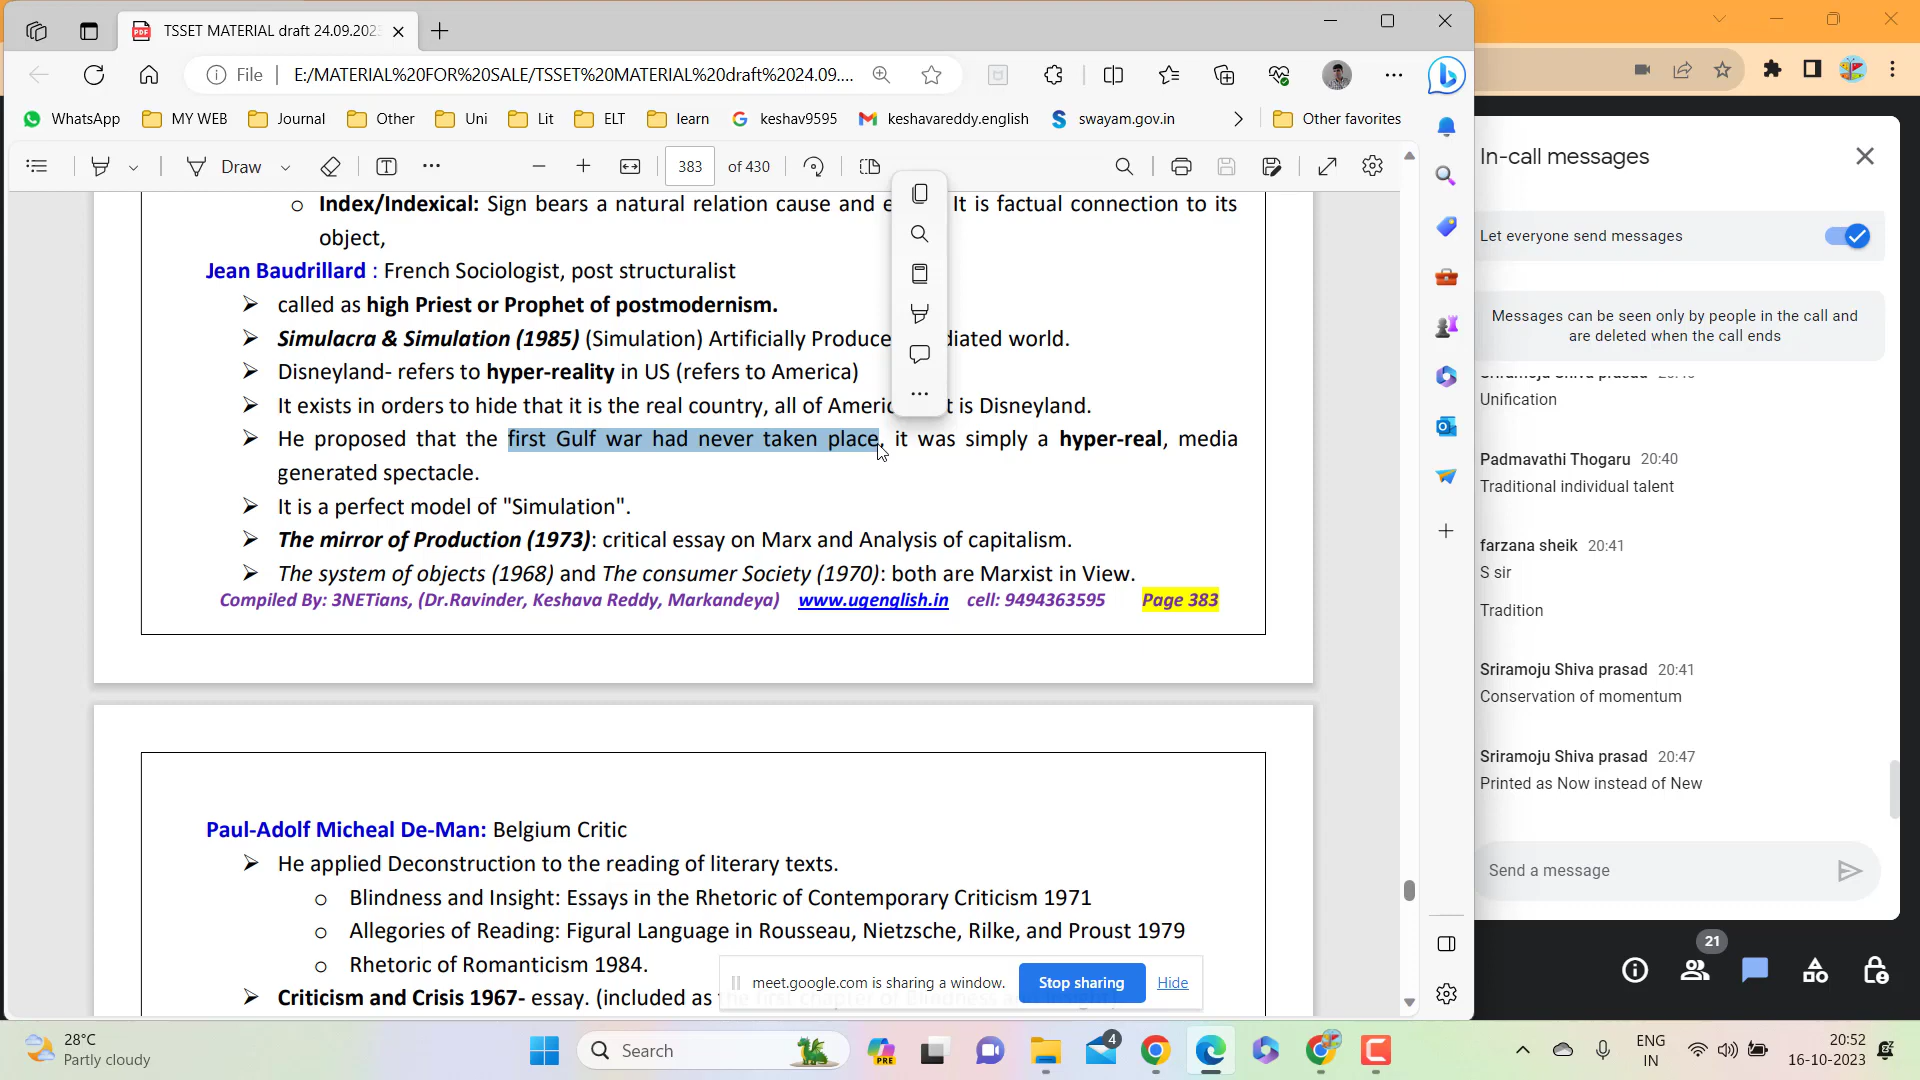 TSSET MATERIAL draft 24.09.202
File
E:/MATERIAL%20FOR%20SALE/TSSET%20MATERIAL%20draft%2024.09....
WhatsApp
MY WEB
Journal
Other
Uni
Lit
ELT
learn
keshav9595
keshavareddy.english
swayam.gov.in
Other favorites
Draw
383 of 430
o Index/Indexical: Sign bears a natural relation cause and e It is factual connection to its
object,
Jean Baudrillard : French Sociologist, post structuralist
➢ called as high Priest or Prophet of postmodernism.
➢ Simulacra & Simulation (1985) (Simulation) Artificially Produce diated world.
➢ Disneyland- refers to hyper-reality in US (refers to America)
➢ It exists in orders to hide that it is the real country, all of Ameri t is Disneyland.
➢ He proposed that the first Gulf war had never taken place, it was simply a hyper-real, media
generated spectacle.
➢ It is a perfect model of "Simulation".
➢ The mirror of Production (1973): critical essay on Marx and Analysis of capitalism.
➢ The system of objects (1968) and The consumer Society (1970): both are Marxist in View.
Compiled By: 3NETians, (Dr.Ravinder, Keshava Reddy, Markandeya) www.ugenglish.in cell: 9494363595 Page 383
Paul-Adolf Micheal De-Man: Belgium Critic
➢ He applied Deconstruction to the reading of literary texts.
o Blindness and Insight: Essays in the Rhetoric of Contemporary Criticism 1971
o Allegories of Reading: Figural Language in Rousseau, Nietzsche, Rilke, and Proust 1979
o Rhetoric of Romanticism 1984.
➢ Criticism and Crisis 1967- essay. (included as
meet.google.com is sharing a window.
Stop sharing
Hide
In-call messages
Let everyone send messages
Messages can be seen only by people in the call and
are deleted when the call ends
Unification
Padmavathi Thogaru 20:40
Traditional individual talent
farzana sheik 20:41
S sir
Tradition
Sriramoju Shiva prasad 20:41
Conservation of momentum
Sriramoju Shiva prasad 20:47
Printed as Now instead of New
Send a message
21
28°C
Partly cloudy
Search
PRE
4
ENG
IN
20:52
16-10-2023